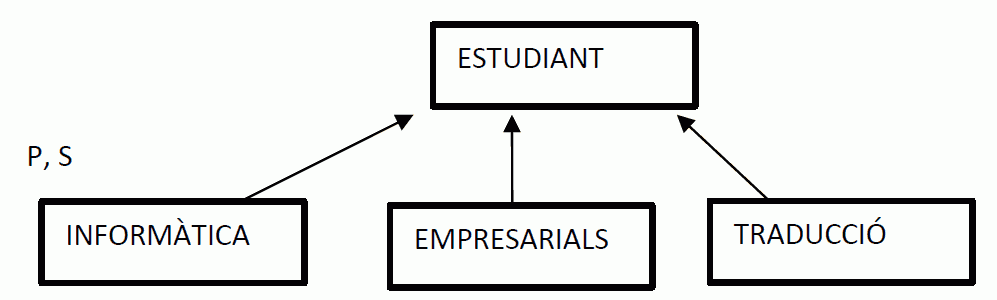 ESTUDIANT
P, S
INFORMÀTICA
EMPRESARIALS
TRADUCCIÓ